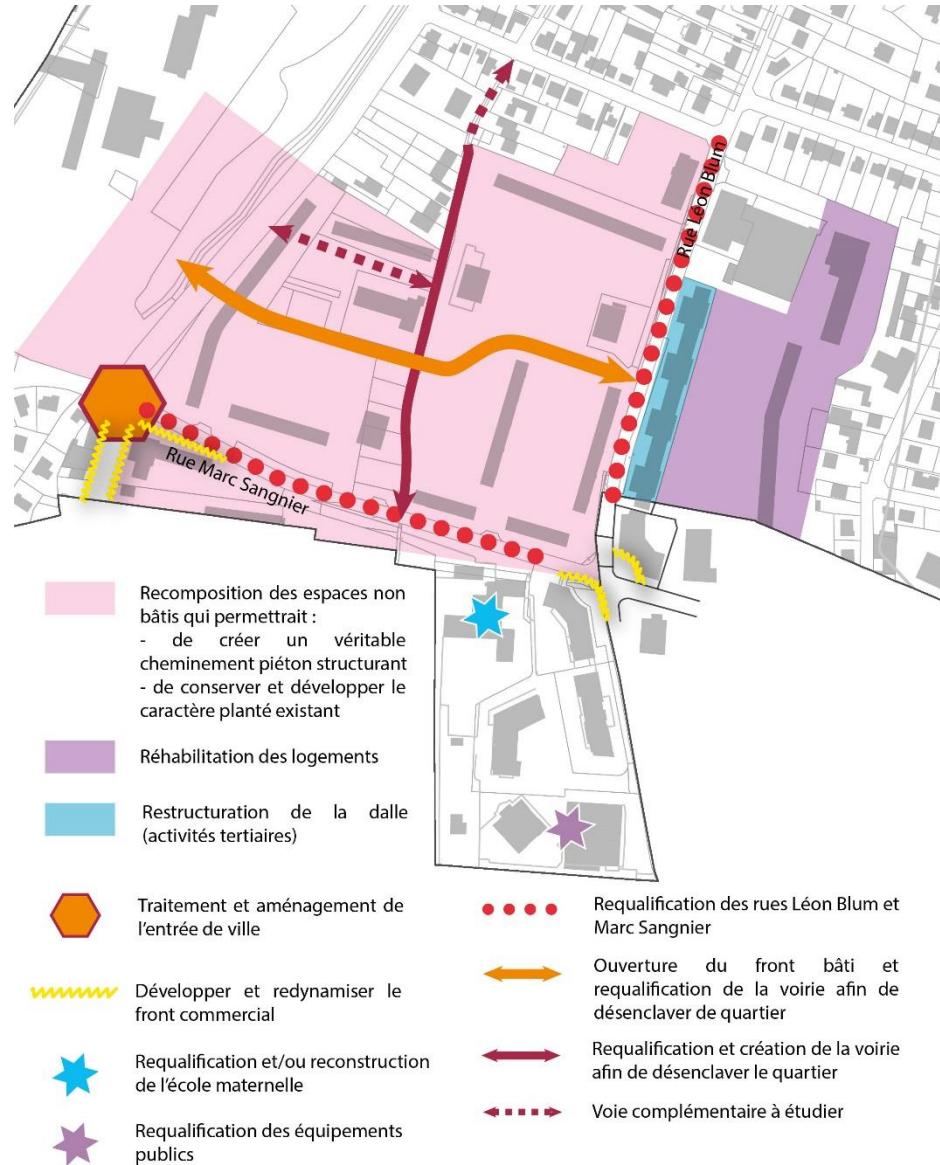 Rue Léon Blum
Rue Marc Sangnier
Recomposition des espaces non
bâtis qui permettrait :
- de créer un véritable
cheminement piéton structurant
- de conserver et développer le
caractère planté existant
Réhabilitation des logements
Restructuration de la dalle
(activités tertiaires)
Traitement et aménagement de
l'entrée de ville
Développer et redynamiser le
front commercial
Requalification et/ou reconstruction
de l'école maternelle
Requalification des équipements
publics
Requalification des rues Léon Blum et
Marc Sangnier
Ouverture du front bâti et
requalification de la voirie afin de
désenclaver de quartier
Requalification et création de la voirie
afin de désenclaver le quartier
Voie complémentaire à étudier